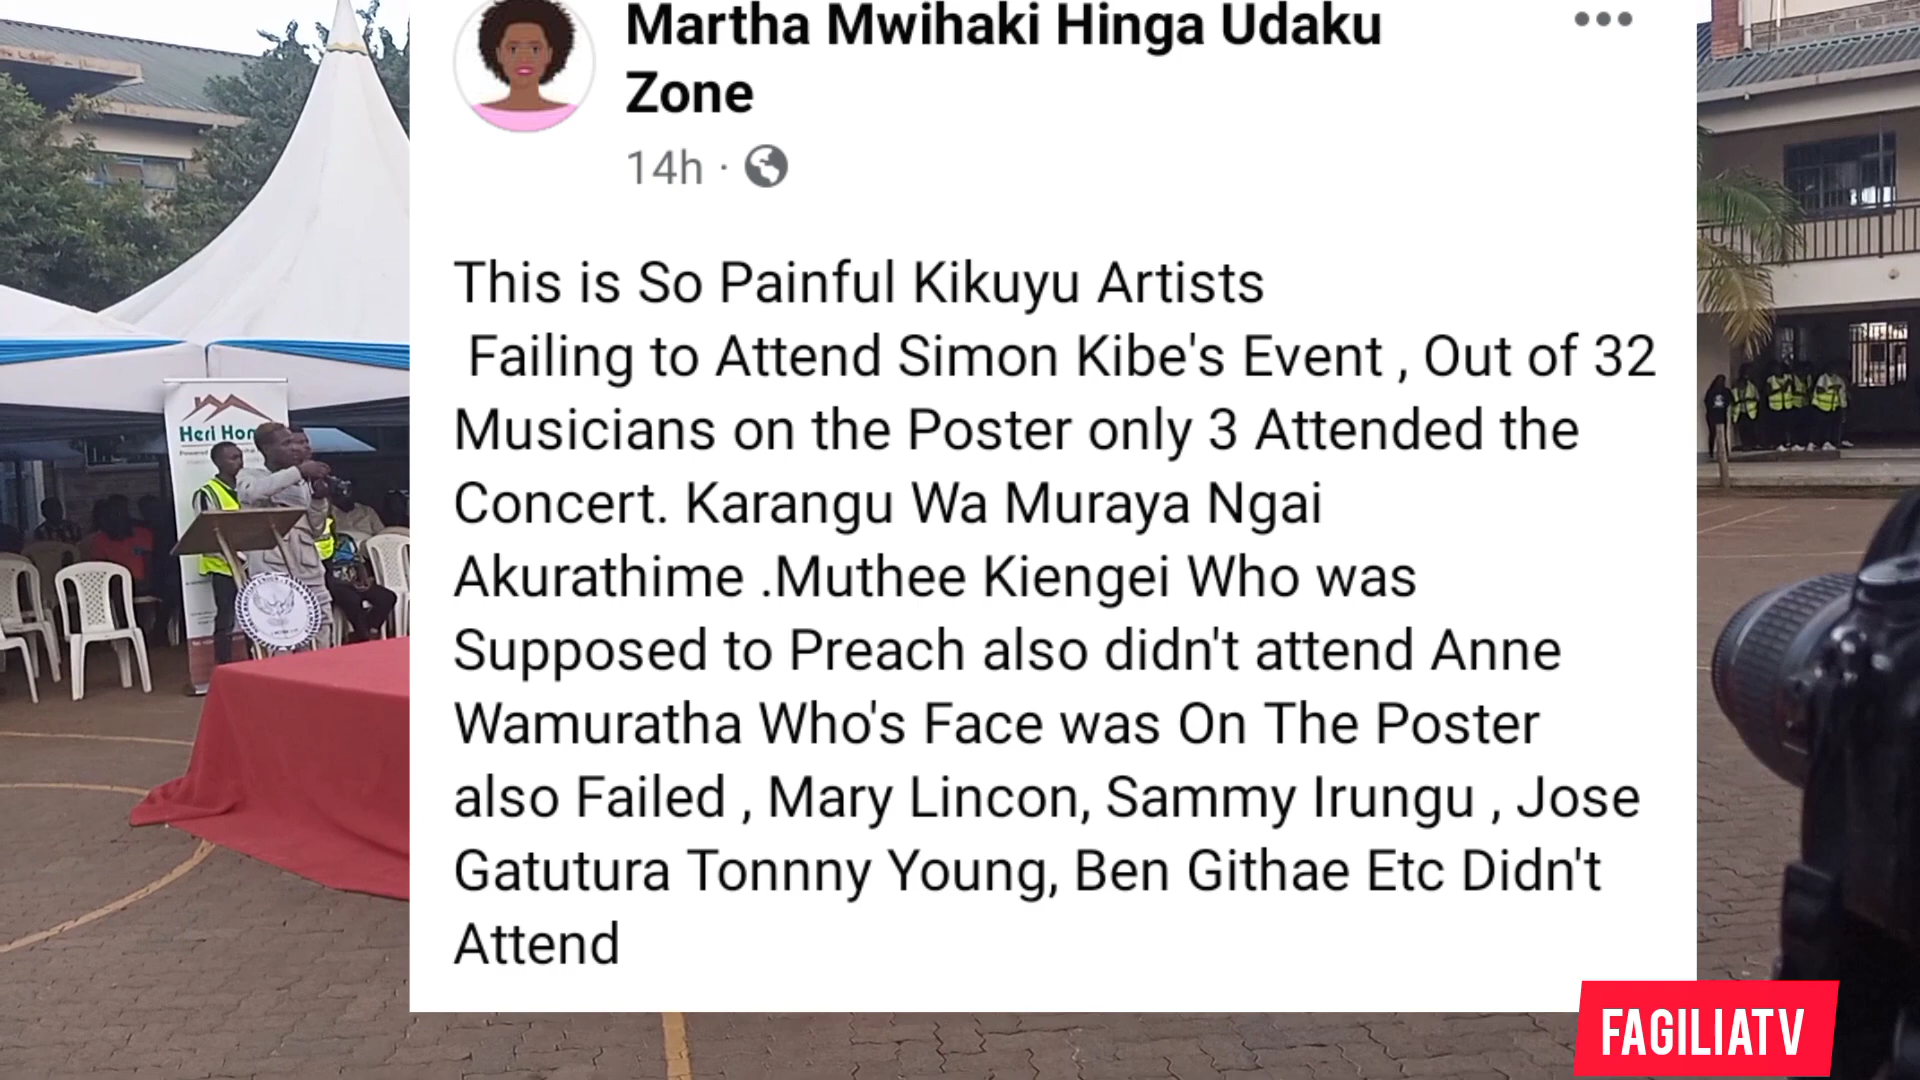 Martha Mwihaki Hinga Udaku
Zone
14h ·
This is So Painful Kikuyu Artists
Failing to Attend Simon Kibe's Event , Out of 32
Musicians on the Poster only 3 Attended the
Concert. Karangu Wa Muraya Ngai
Akurathime .Muthee Kiengei Who was
Supposed to Preach also didn't attend Anne
Wamuratha Who's Face was On The Poster
also Failed , Mary Lincon, Sammy Irungu , Jose
Gatutura Tonnny Young, Ben Githae Etc Didn't
Attend
Heri Hom
FAGILIATV